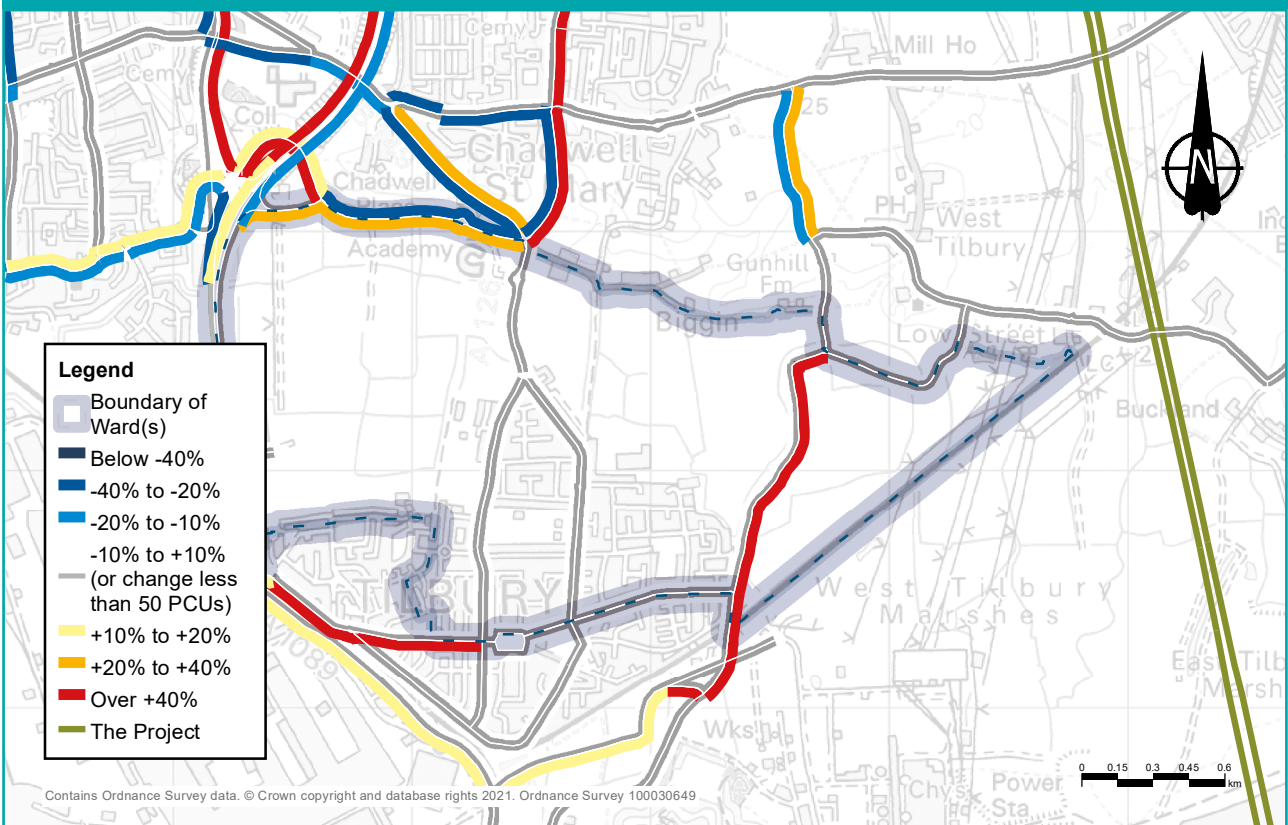 Cemy
Mill Ho
Cemy
Coll
25
Chadwell
St Mary
Chadwell
Academy
PH
West
Tilbury
Gunhill
Fm
Biggin
Low Street
LC
2
Buckland
N
Legend
Boundary of
Ward(s)
Below -40%
-40% to -20%
-20% to -10%
-10% to +10%
(or change less
than 50 PCUs)
+10% to +20%
+20% to +40%
Over +40%
The Project
TILBURY
West Tilbury
Marshes
East Tilb
Marsh
Wks
Power
Sta
0 0.15 0.3 0.45 0.6
km
Contains Ordnance Survey data. © Crown copyright and database rights 2021. Ordnance Survey 100030649